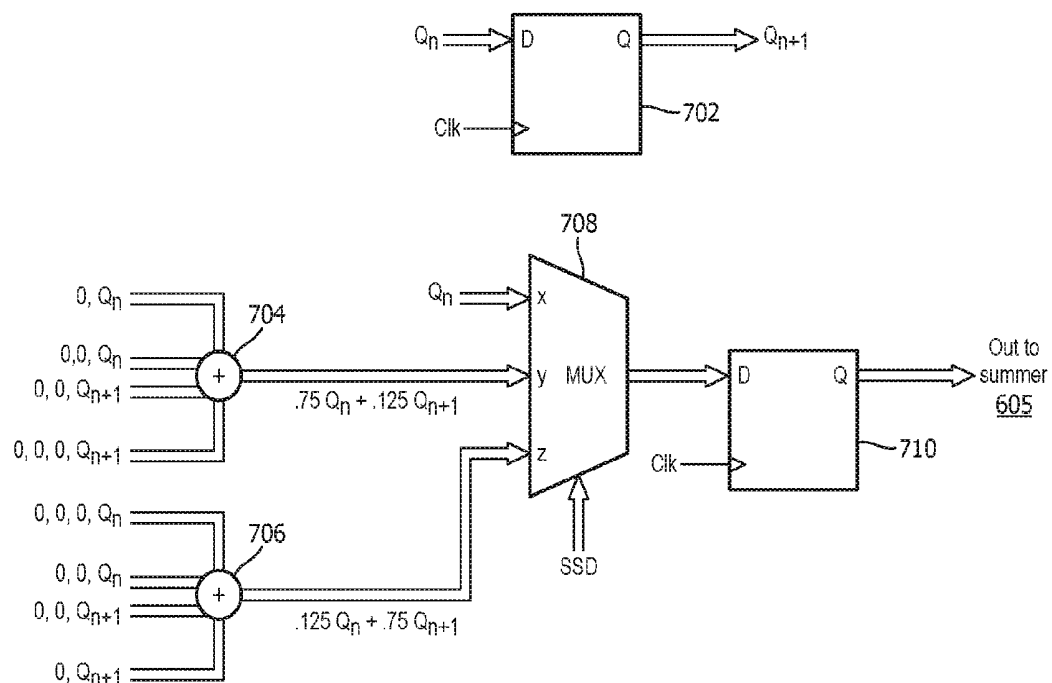 Qn D Q Qn+1
Clk 702
708
0, Qn
704
Qn x
0,0, Qn
0, 0, Qn+1
+
y MUX
.75 Qn + .125 Qn+1
D Q
Out to
summer
605
0, 0, 0, Qn+1
z
Clk 710
0, 0, 0, Qn
706
SSD
0, 0, Qn
0, 0, Qn+1
+
.125 Qn + .75 Qn+1
0, Qn+1